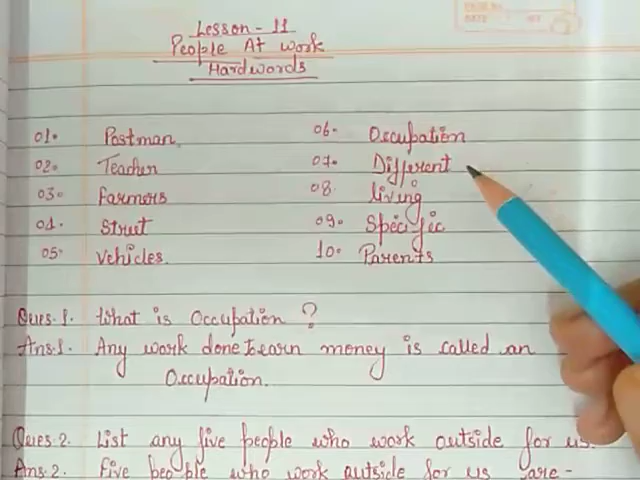 Lesson - 11
People At work
Hardwords
01. Postman
02. Teacher
03. farmers
04. Street
05. Vehicles.
06. Occupation
07. Different
08. living
09. Specific
10. Parents
Ques.1. What is Occupation ?
Ans.1. Any work done to earn money is called an
Occupation.
Ques.2. List any five people who work outside for us.
Ans.2. Five people who work outside for us are-
DATE